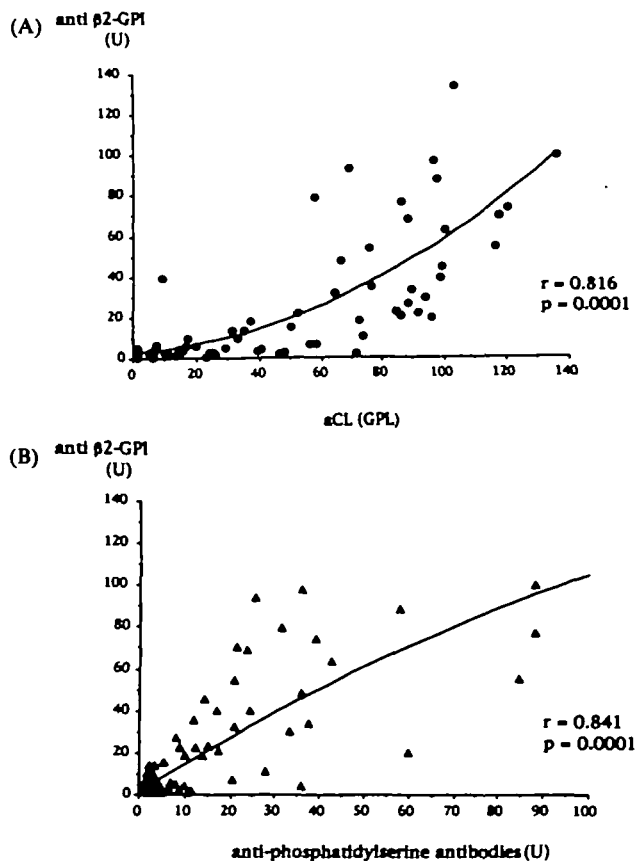 (A) anti β2-GPI
(U)
140
120
100
80
60
40
20
0
0 20 40 60 80 100 120 140
r = 0.816
p = 0.0001
aCL (GPL)
(B) anti β2-GPI
(U)
140
120
100
80
60
40
20
0
0 10 20 30 40 50 60 70 80 90 100
r = 0.841
p = 0.0001
anti-phosphatidylserine antibodies (U)